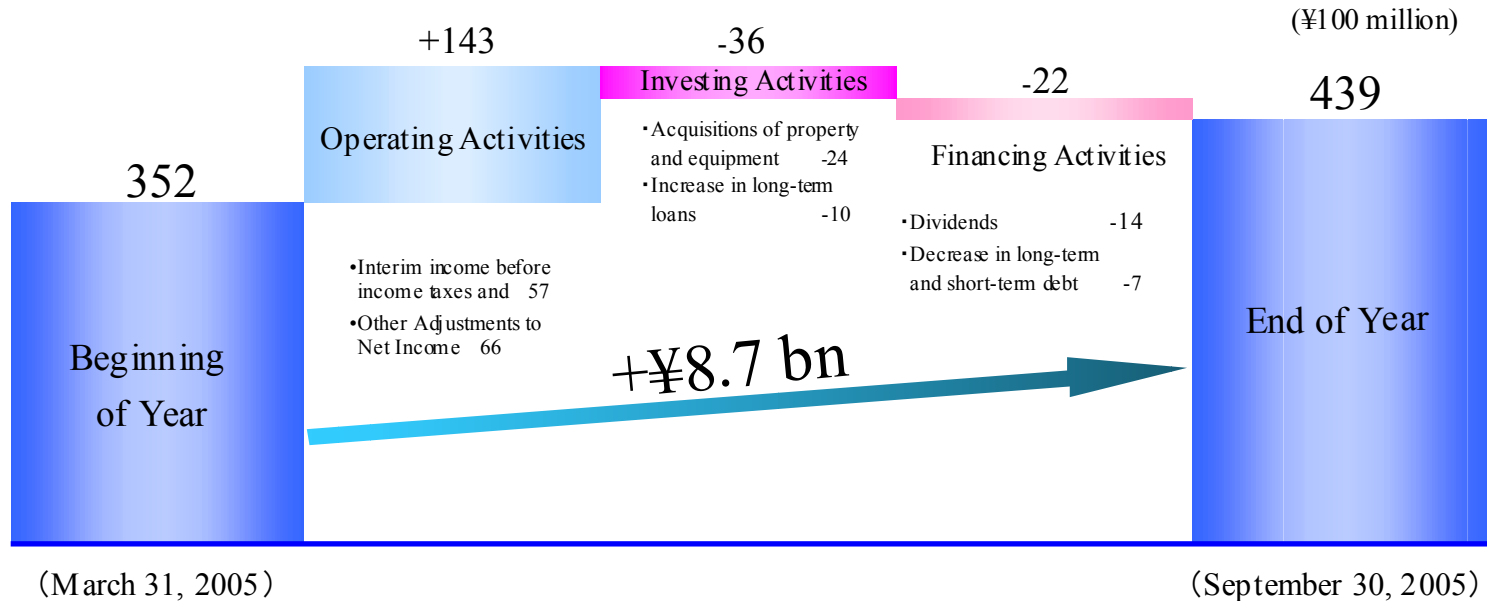 (¥100 million)
+143
-36
-22
439
352
Operating Activities
Investing Activities
Financing Activities
Beginning
of Year
End of Year
•Interim income before
income taxes and 57
•Other Adjustments to
Net Income 66
・Acquisitions of property
and equipment -24
・Increase in long-term
loans -10
・Dividends -14
・Decrease in long-term
and short-term debt -7
+¥8.7 bn
（March 31, 2005）
（September 30, 2005）